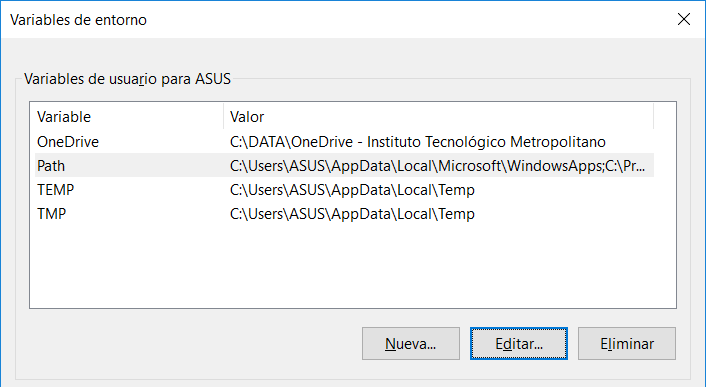 Variables de entorno
Variables de usuario para ASUS
Variable Valor
OneDrive C:\DATA\OneDrive - Instituto Tecnológico Metropolitano
Path C:\Users\ASUS\AppData\Local\Microsoft\WindowsApps;C:\Pr...
TEMP C:\Users\ASUS\AppData\Local\Temp
TMP C:\Users\ASUS\AppData\Local\Temp
Nueva... Editar... Eliminar